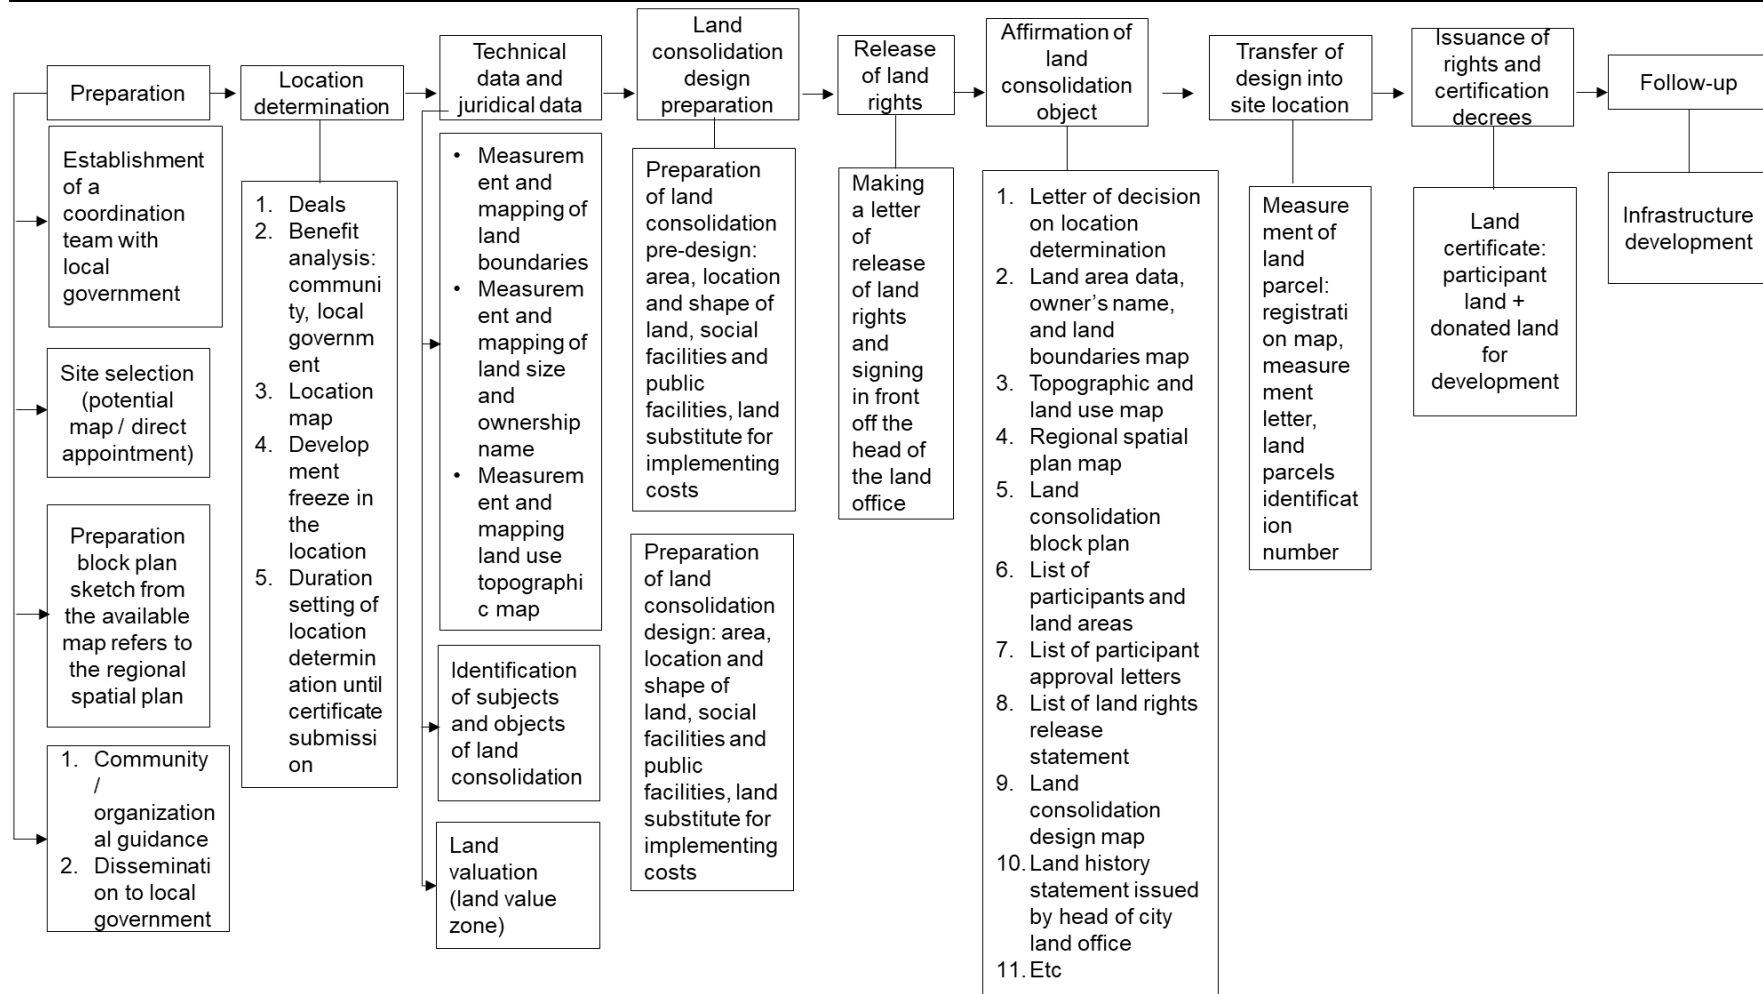 Preparation
Location
determination
Technical
data and
juridical data
Land
consolidation
design
preparation
Release
of land
rights
Affirmation of
land
consolidation
object
Transfer of
design into
site location
Issuance of
rights and
certification
decrees
Follow-up
Establishment
of a
coordination
team with
local
government
Site selection
(potential
map / direct
appointment)
Preparation
block plan
sketch from
the available
map refers to
the regional
spatial plan
1. Community
/
organization
al guidance
2. Disseminati
on to local
government
1. Deals
2. Benefit
analysis:
communi
ty, local
governm
ent
3. Location
map
4. Develop
ment
freeze in
the
location
5. Duration
setting of
location
determin
ation until
certificate
submissi
on
• Measurem
ent and
mapping of
land
boundaries
• Measurem
ent and
mapping of
land size
and
ownership
name
• Measurem
ent and
mapping
land use
topographi
c map
Identification
of subjects
and objects
of land
consolidation
Land
valuation
(land value
zone)
Preparation
of land
consolidation
pre-design:
area, location
and shape of
land, social
facilities and
public
facilities, land
substitute for
implementing
costs
Preparation
of land
consolidation
design: area,
location and
shape of
land, social
facilities and
public
facilities, land
substitute for
implementing
costs
Making
a letter
of
release
of land
rights
and
signing
in front
off the
head of
the land
office
1. Letter of decision
on location
determination
2. Land area data,
owner’s name,
and land
boundaries map
3. Topographic and
land use map
4. Regional spatial
plan map
5. Land
consolidation
block plan
6. List of
participants and
land areas
7. List of participant
approval letters
8. List of land rights
release
statement
9. Land
consolidation
design map
10. Land history
statement issued
by head of city
land office
11. Etc
Measure
ment of
land
parcel:
registrati
on map,
measure
ment
letter,
land
parcels
identificat
ion
number
Land
certificate:
participant
land +
donated land
for
development
Infrastructure
development